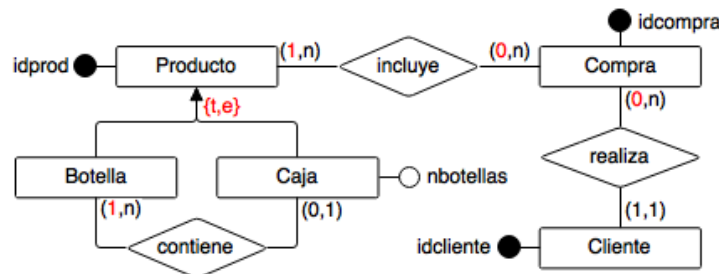 idcompra
idprod
Producto
(1,n)
incluye
(0,n)
Compra
{t,e}
(0,n)
Botella
Caja
nbotellas
realiza
(1,n)
(0,1)
(1,1)
contiene
idcliente
Cliente